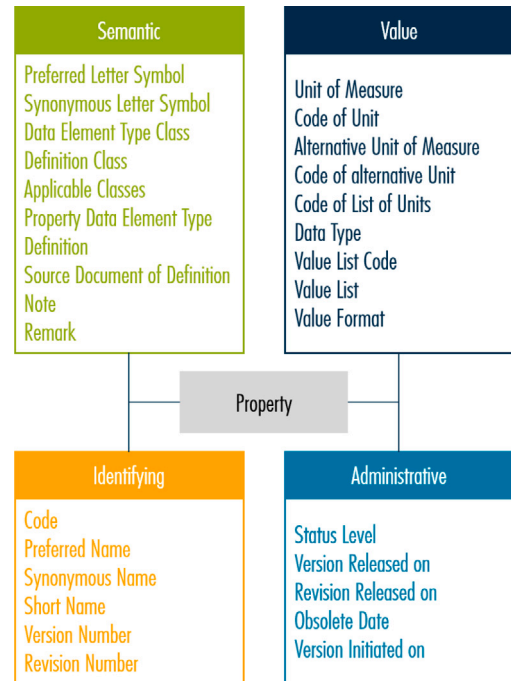 Semantic
Preferred Letter Symbol
Synonymous Letter Symbol
Data Element Type Class
Definition Class
Applicable Classes
Property Data Element Type
Definition
Source Document of Definition
Note
Remark
Value
Unit of Measure
Code of Unit
Alternative Unit of Measure
Code of alternative Unit
Code of List of Units
Data Type
Value List Code
Value List
Value Format
Property
Identifying
Code
Preferred Name
Synonymous Name
Short Name
Version Number
Revision Number
Administrative
Status Level
Version Released on
Revision Released on
Obsolete Date
Version Initiated on